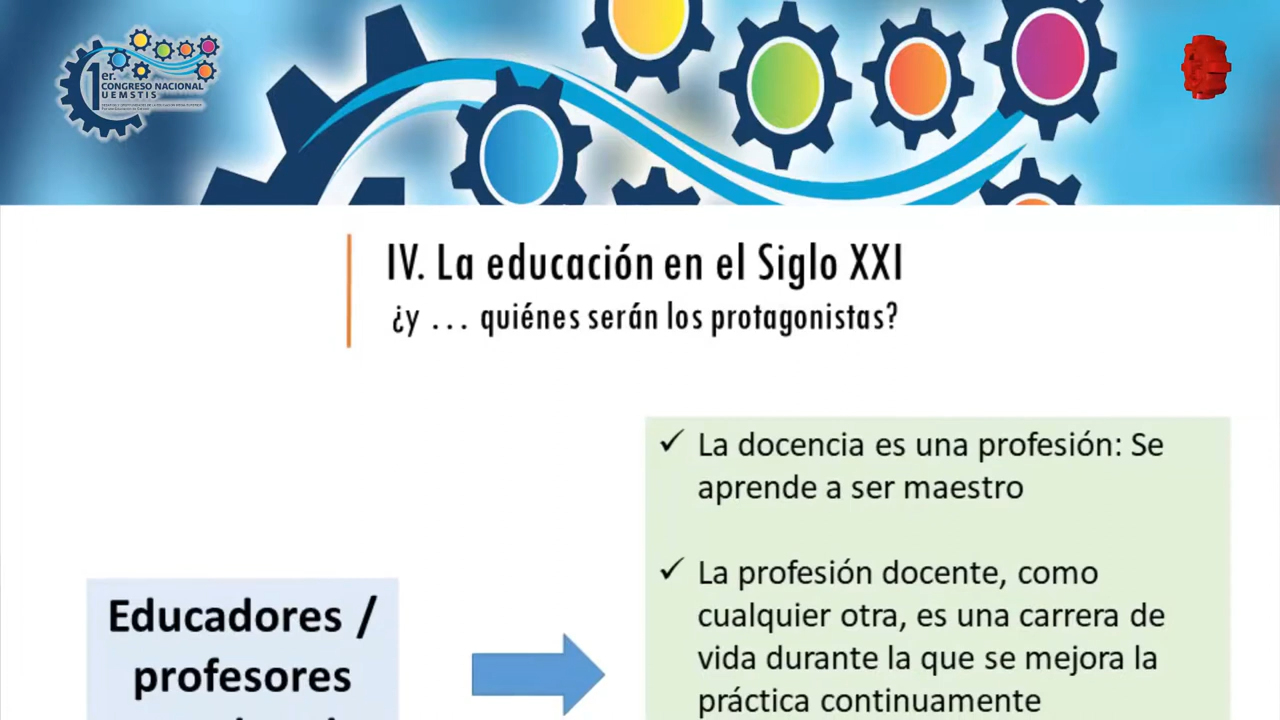 1er.
CONGRESO NACIONAL
UEMSTIS
IV. La educación en el Siglo XXI
¿y ... quiénes serán los protagonistas?
✓ La docencia es una profesión: Se
aprende a ser maestro
✓ La profesión docente, como
cualquier otra, es una carrera de
vida durante la que se mejora la
práctica continuamente
Educadores /
profesores